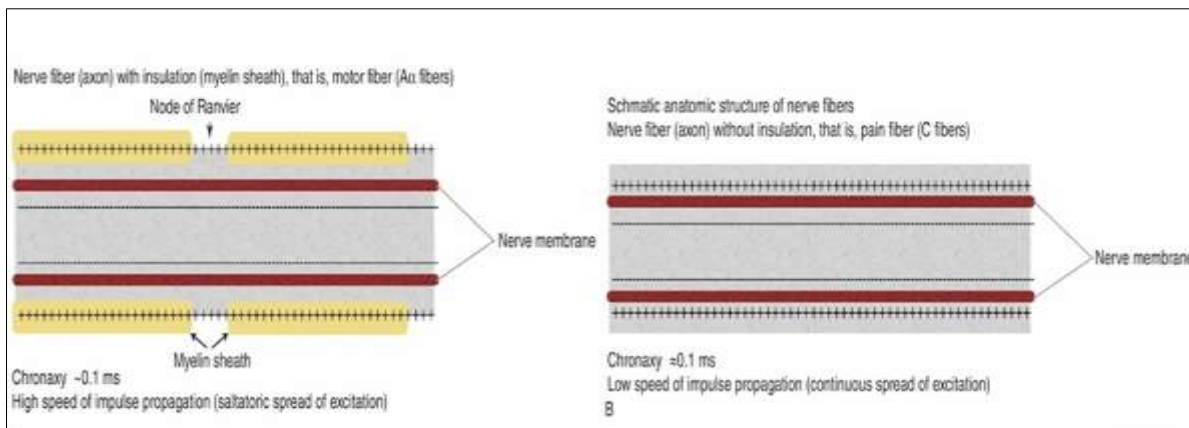 Nerve fiber (axon) with insulation (myelin sheath), that is, motor fiber (Aα fibers)
Node of Ranvier
Nerve membrane
Myelin sheath
Chronaxy ~0.1 ms
High speed of impulse propagation (saltatoric spread of excitation)
Schmatic anatomic structure of nerve fibers
Nerve fiber (axon) without insulation, that is, pain fiber (C fibers)
Nerve membrane
Chronaxy ≈0.1 ms
Low speed of impulse propagation (continuous spread of excitation)
B